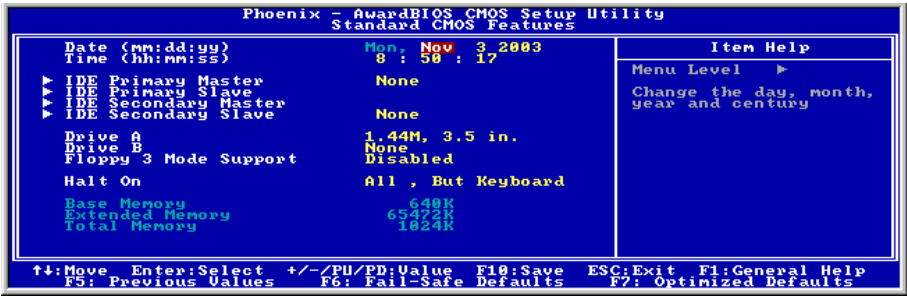 Phoenix - AwardBIOS CMOS Setup Utility
Standard CMOS Features
Date (mm:dd:yy) Mon, Nov 3 2003
Time (hh:mm:ss) 8 : 50 : 17
► IDE Primary Master None
► IDE Primary Slave
► IDE Secondary Master
► IDE Secondary Slave None
Drive A 1.44M, 3.5 in.
Drive B None
Floppy 3 Mode Support Disabled
Halt On All , But Keyboard
Base Memory 640K
Extended Memory 65472K
Total Memory 1024K
Item Help
Menu Level ►
Change the day, month,
year and century
↑↓:Move Enter:Select +/-/PU/PD:Value F10:Save ESC:Exit F1:General Help
F5: Previous Values F6: Fail-Safe Defaults F7: Optimized Defaults